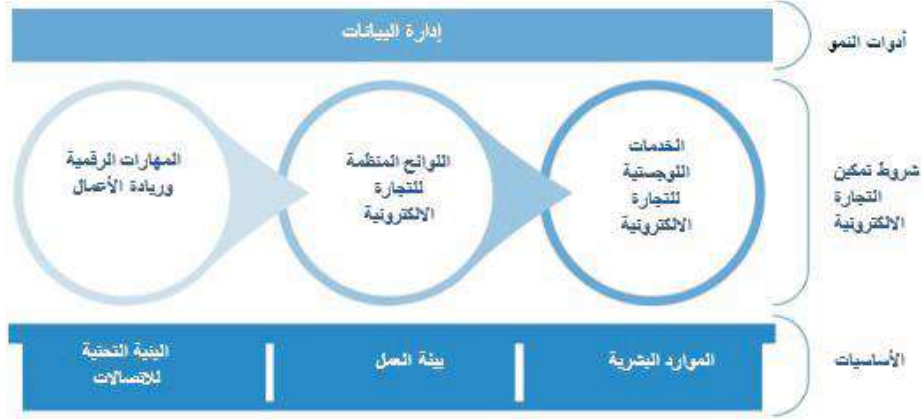 أدوات النمو
إدارة البيانات
شروط تمكين
التجارة
الالكترونية
الخدمات
اللوجستية
للتجارة
الالكترونية
اللوائح المنظمة
للتجارة
الالكترونية
المهارات الرقمية
وريادة الأعمال
الأساسيات
الموارد البشرية
بيئة العمل
البنية التحتية
للاتصالات